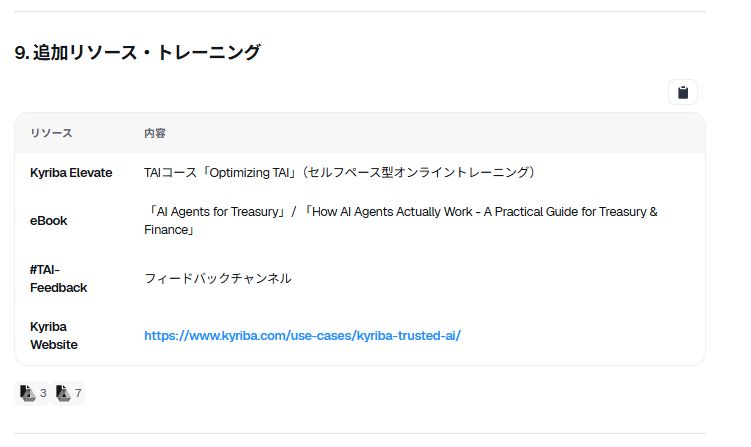 9. 追加リソース・トレーニング
リソース 内容
Kyriba Elevate TAIコース「Optimizing TAI」（セルフペース型オンライントレーニング）
eBook 「AI Agents for Treasury」/ 「How AI Agents Actually Work - A Practical Guide for Treasury &
Finance」
#TAI-
Feedback フィードバックチャンネル
Kyriba
Website https://www.kyriba.com/use-cases/kyriba-trusted-ai/
3 7